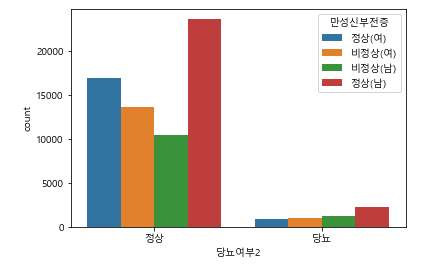 만성신부전증
정상(여)
비정상(여)
비정상(남)
정상(남)
20000
15000
10000
5000
0
count
정상
당뇨
당뇨여부2